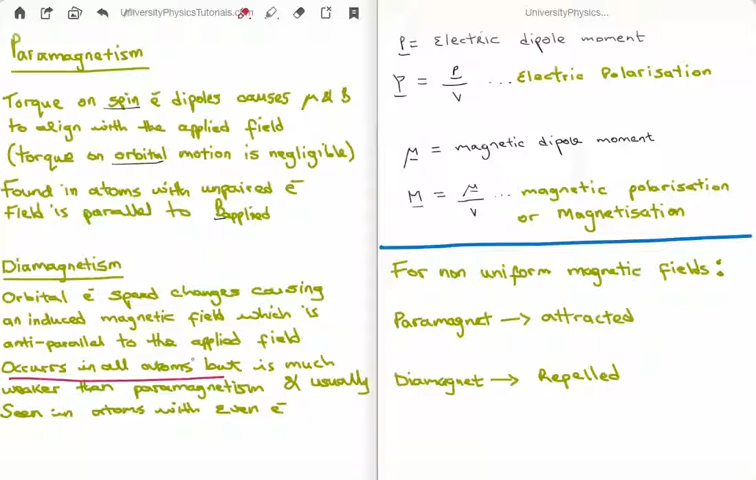 UniversityPhysicsTutorials.c
Paramagnetism
Torque on spin e̅ dipoles causes μ & B
to align with the applied field
(torque on orbital motion is negligible)
Found in atoms with unpaired e̅
Field is parallel to Bapplied
Diamagnetism
Orbital e̅ speed changes causing
an induced magnetic field which is
anti-parallel to the applied field
Occurs in all atoms but is much
weaker than paramagnetism & usually
Seen in atoms with Even e̅
UniversityPhysics...
p = Electric dipole moment
P = p/V ... Electric Polarisation
μ = magnetic dipole moment
M = μ/V ... magnetic polarisation
or Magnetisation
For non uniform magnetic fields:
Paramagnet → attracted
Diamagnet → Repelled